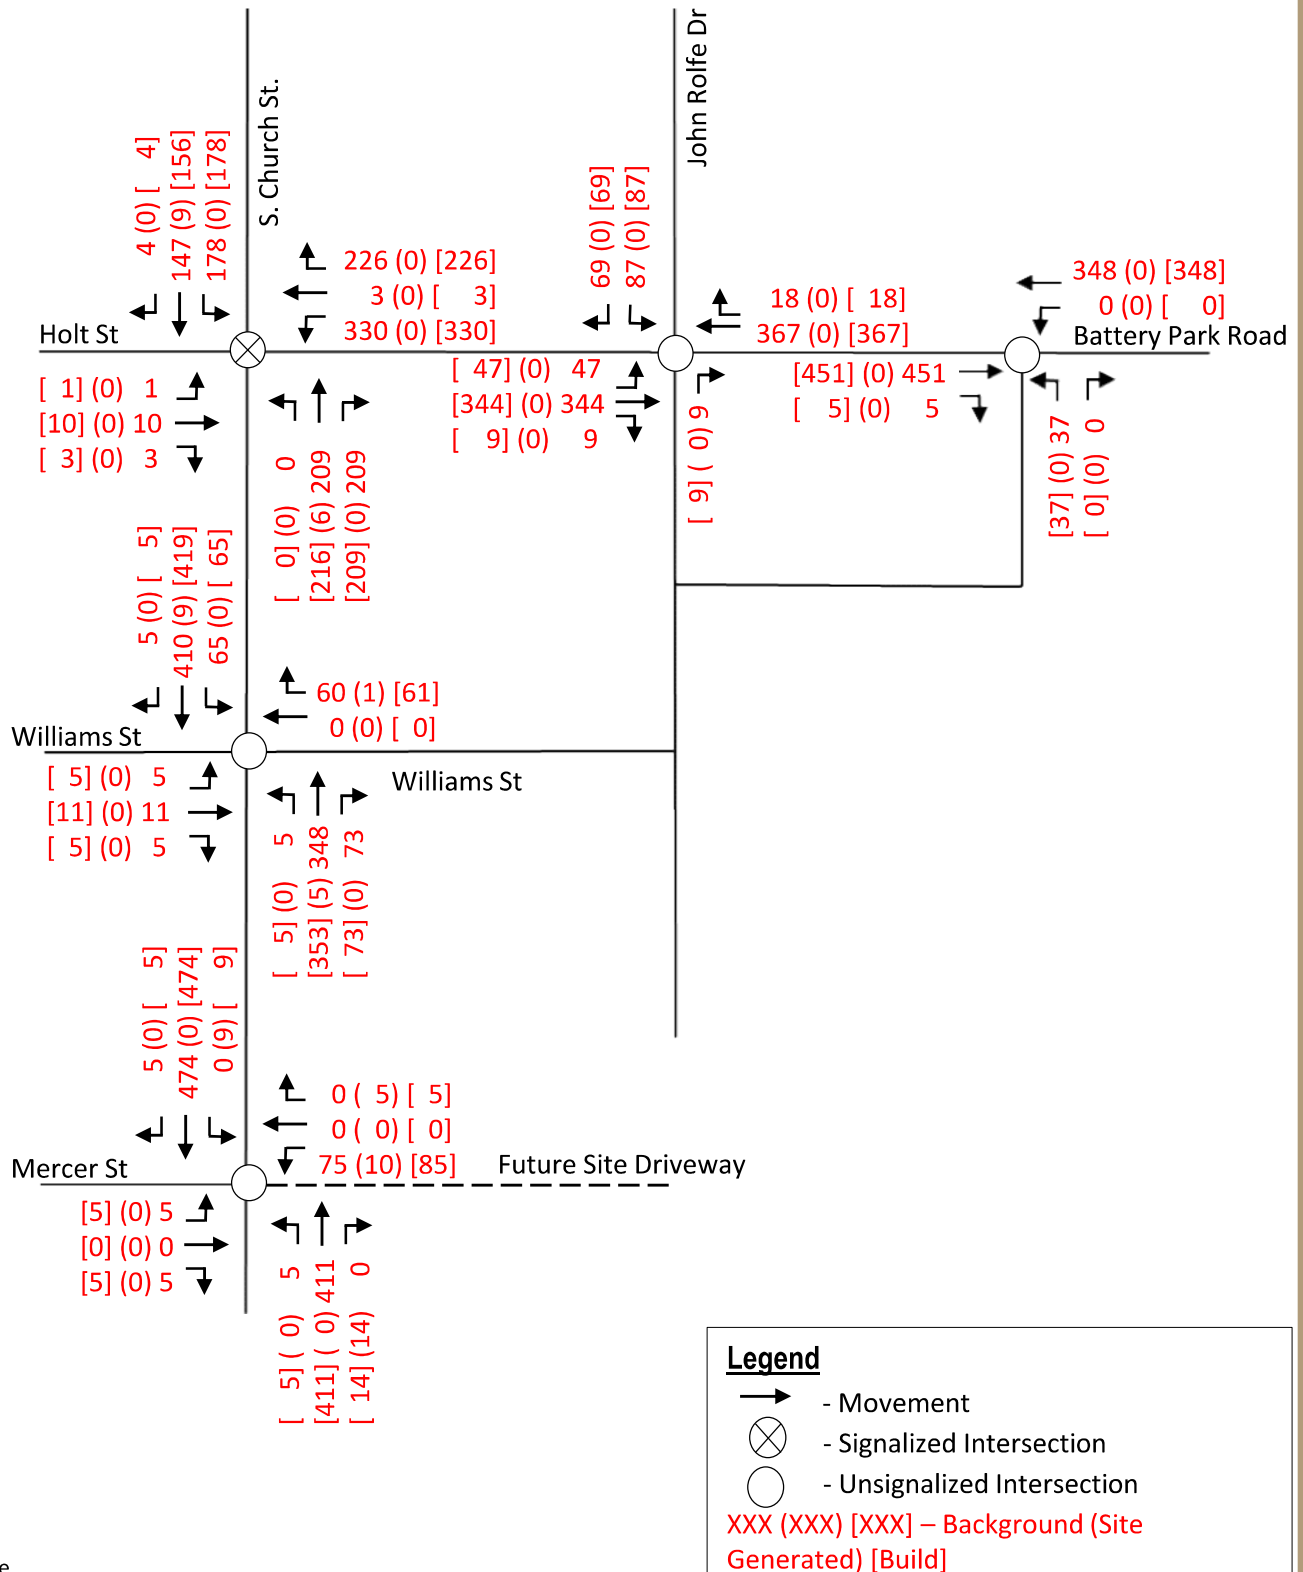 S. Church St.
John Rolfe Dr
4 (0) [ 4]
147 (9) [156]
178 (0) [178]
226 (0) [226]
3 (0) [ 3]
330 (0) [330]
69 (0) [69]
87 (0) [87]
18 (0) [ 18]
367 (0) [367]
348 (0) [348]
0 (0) [ 0]
Holt St
Battery Park Road
[ 1] (0) 1
[10] (0) 10
[ 3] (0) 3
[ 0] (0) 0
[216] (6) 209
[209] (0) 209
[ 47] (0) 47
[344] (0) 344
[ 9] (0) 9
[ 9] ( 0) 9
[451] (0) 451
[ 5] (0) 5
[37] (0) 37
[ 0] (0) 0
5 (0) [ 5]
410 (9) [419]
65 (0) [ 65]
60 (1) [61]
0 (0) [ 0]
Williams St
Williams St
[ 5] (0) 5
[11] (0) 11
[ 5] (0) 5
[ 5] (0) 5
[353] (5) 348
[ 73] (0) 73
5 (0) [ 5]
474 (0) [474]
0 (9) [ 9]
0 ( 5) [ 5]
0 ( 0) [ 0]
75 (10) [85]
Mercer St
Future Site Driveway
[5] (0) 5
[0] (0) 0
[5] (0) 5
[ 5] ( 0) 5
[411] ( 0) 411
[ 14] (14) 0
Legend
- Movement
- Signalized Intersection
- Unsignalized Intersection
XXX (XXX) [XXX] – Background (Site
Generated) [Build]
e